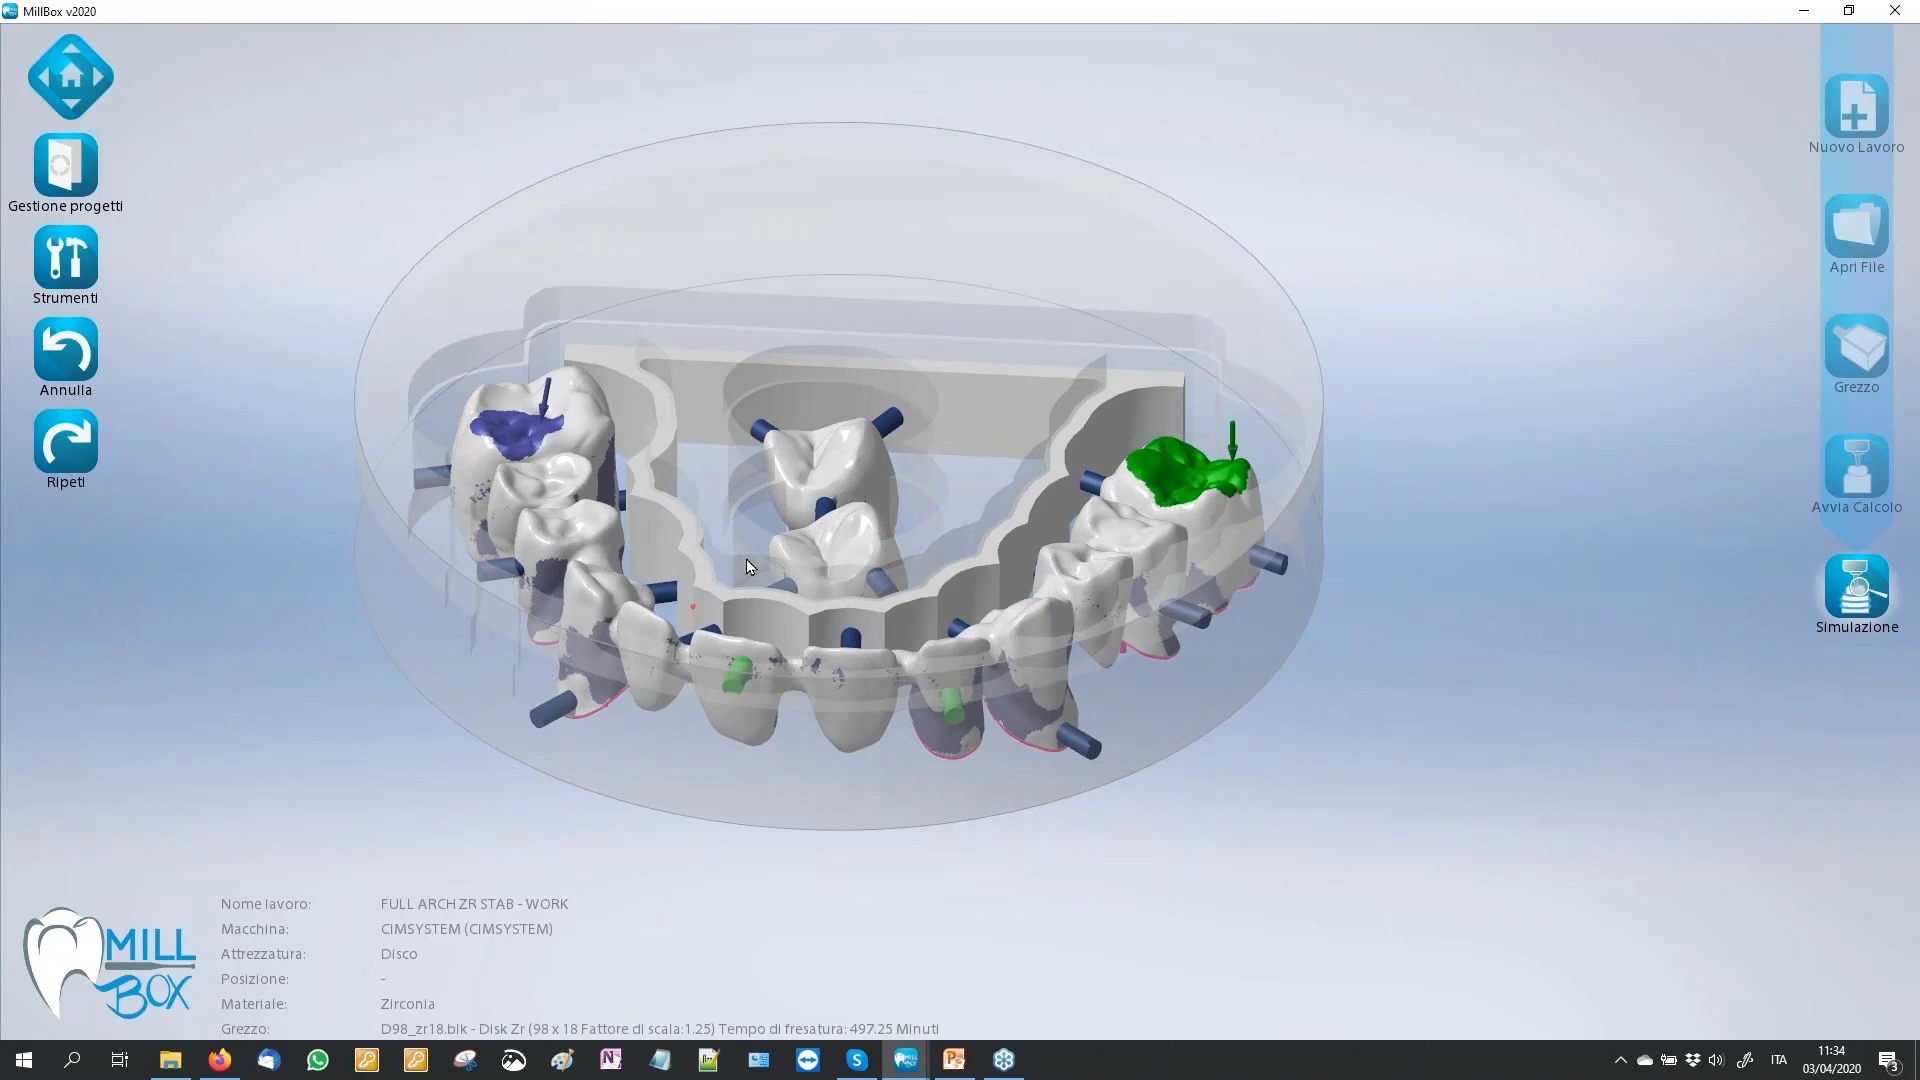 MillBox v2020
Gestione progetti
Strumenti
Annulla
Ripeti
Nuovo Lavoro
Apri File
Grezzo
Avvia Calcolo
Simulazione
MILL
BOX
Nome lavoro: FULL ARCH ZR STAB - WORK
Macchina: CIMSYSTEM (CIMSYSTEM)
Attrezzatura: Disco
Posizione: -
Materiale: Zirconia
Grezzo: D98_zr18.blk - Disk Zr (98 x 18 Fattore di scala:1.25) Tempo di fresatura: 497.25 Minuti
ITA
11:34
03/04/2020
3